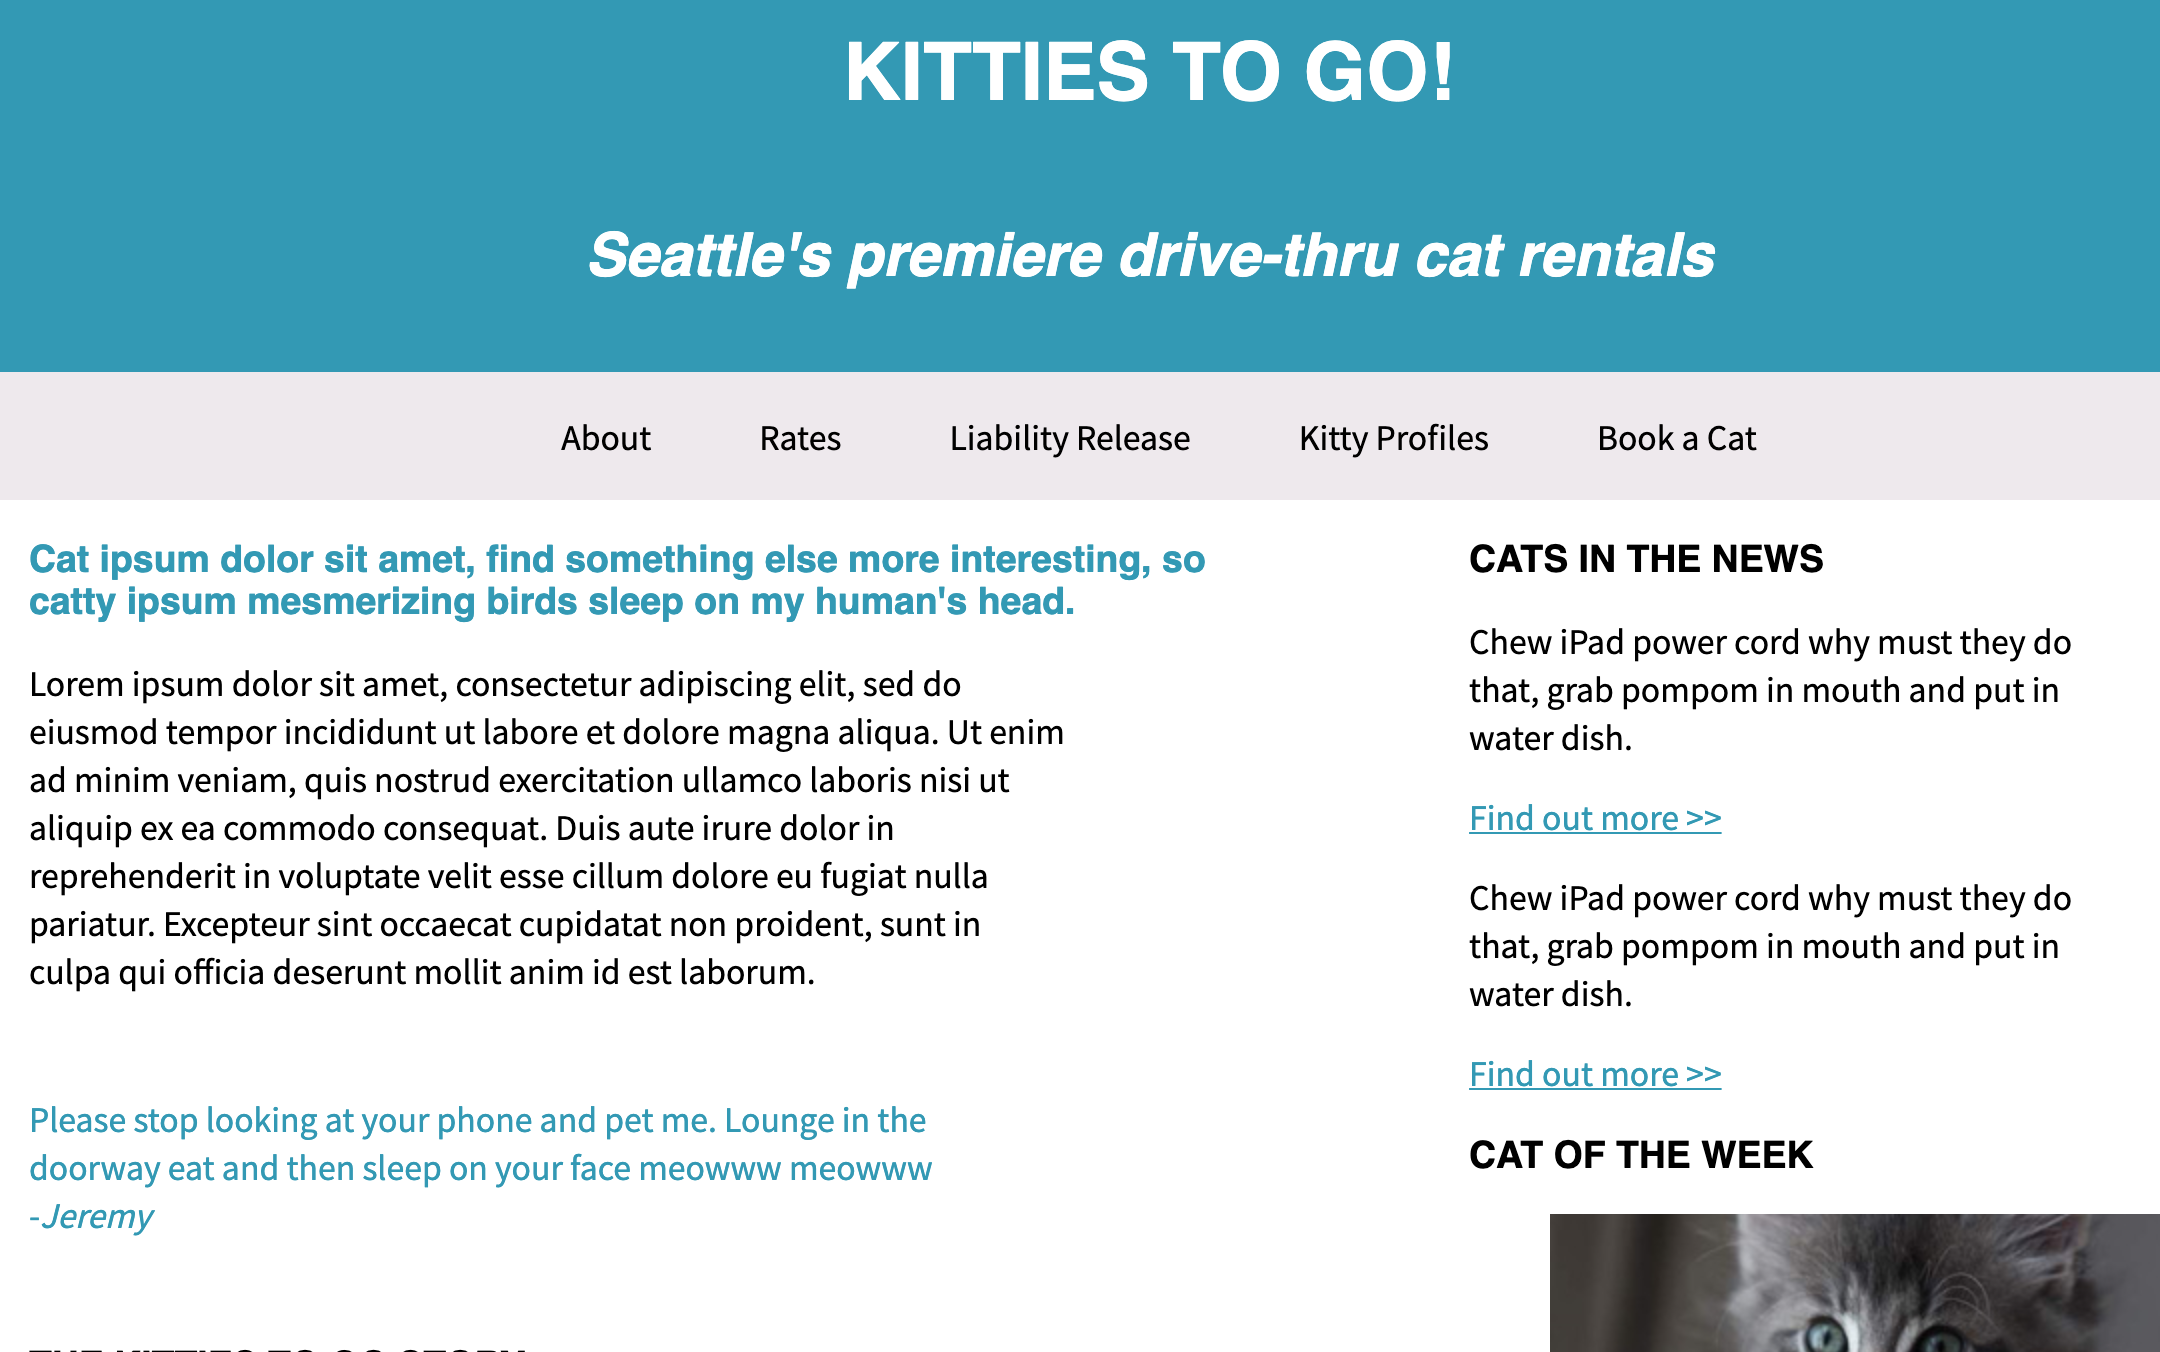 KITTIES TO GO!
Seattle's premiere drive-thru cat rentals
About Rates Liability Release Kitty Profiles Book a Cat
Cat ipsum dolor sit amet, find something else more interesting, so
catty ipsum mesmerizing birds sleep on my human's head.
Lorem ipsum dolor sit amet, consectetur adipiscing elit, sed do
eiusmod tempor incididunt ut labore et dolore magna aliqua. Ut enim
ad minim veniam, quis nostrud exercitation ullamco laboris nisi ut
aliquip ex ea commodo consequat. Duis aute irure dolor in
reprehenderit in voluptate velit esse cillum dolore eu fugiat nulla
pariatur. Excepteur sint occaecat cupidatat non proident, sunt in
culpa qui officia deserunt mollit anim id est laborum.
Please stop looking at your phone and pet me. Lounge in the
doorway eat and then sleep on your face meowww meowww
-Jeremy
THE KITTIES TO GO STORY
CATS IN THE NEWS
Chew iPad power cord why must they do
that, grab pompom in mouth and put in
water dish.
Find out more >>
Chew iPad power cord why must they do
that, grab pompom in mouth and put in
water dish.
Find out more >>
CAT OF THE WEEK